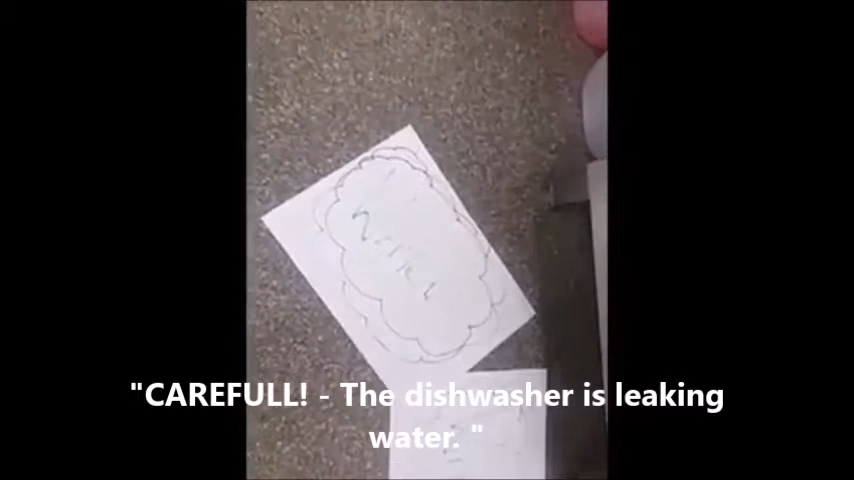 "CAREFULL! - The dishwasher is leaking
water. "